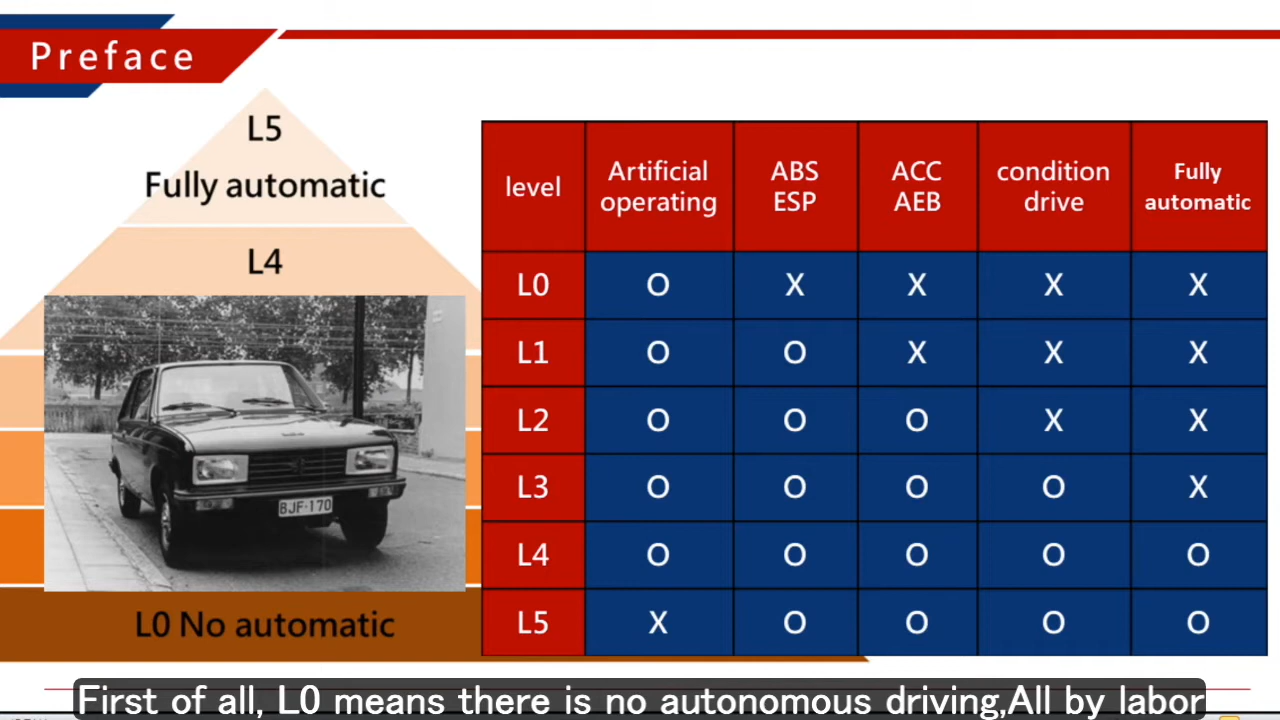 Preface
L5
Fully automatic
L4
L0 No automatic
BJF-170
level Artificial operating ABS ESP ACC AEB condition drive Fully automatic
L0 O X X X X
L1 O O X X X
L2 O O O X X
L3 O O O O X
L4 O O O O O
L5 X O O O O
First of all, L0 means there is no autonomous driving,All by labor